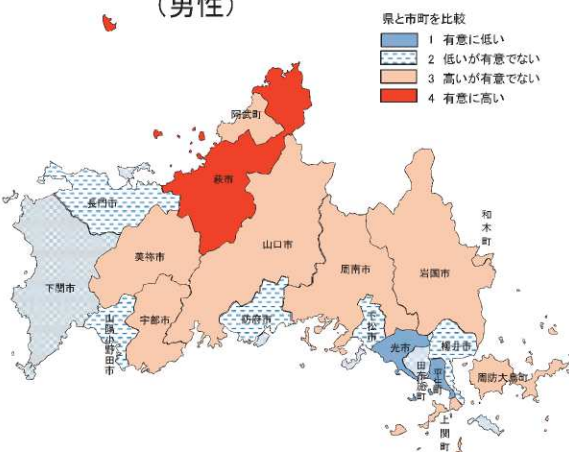 (男性)
県と市町を比較
1 有意に低い
2 低いが有意でない
3 高いが有意でない
4 有意に高い
阿武町
萩市
長門市
和木町
山口市
美祢市
周南市
岩国市
下関市
宇部市
防府市
下松市
山陽小野田市
光市
柳井市
田布施町
平生町
周防大島町
上関町